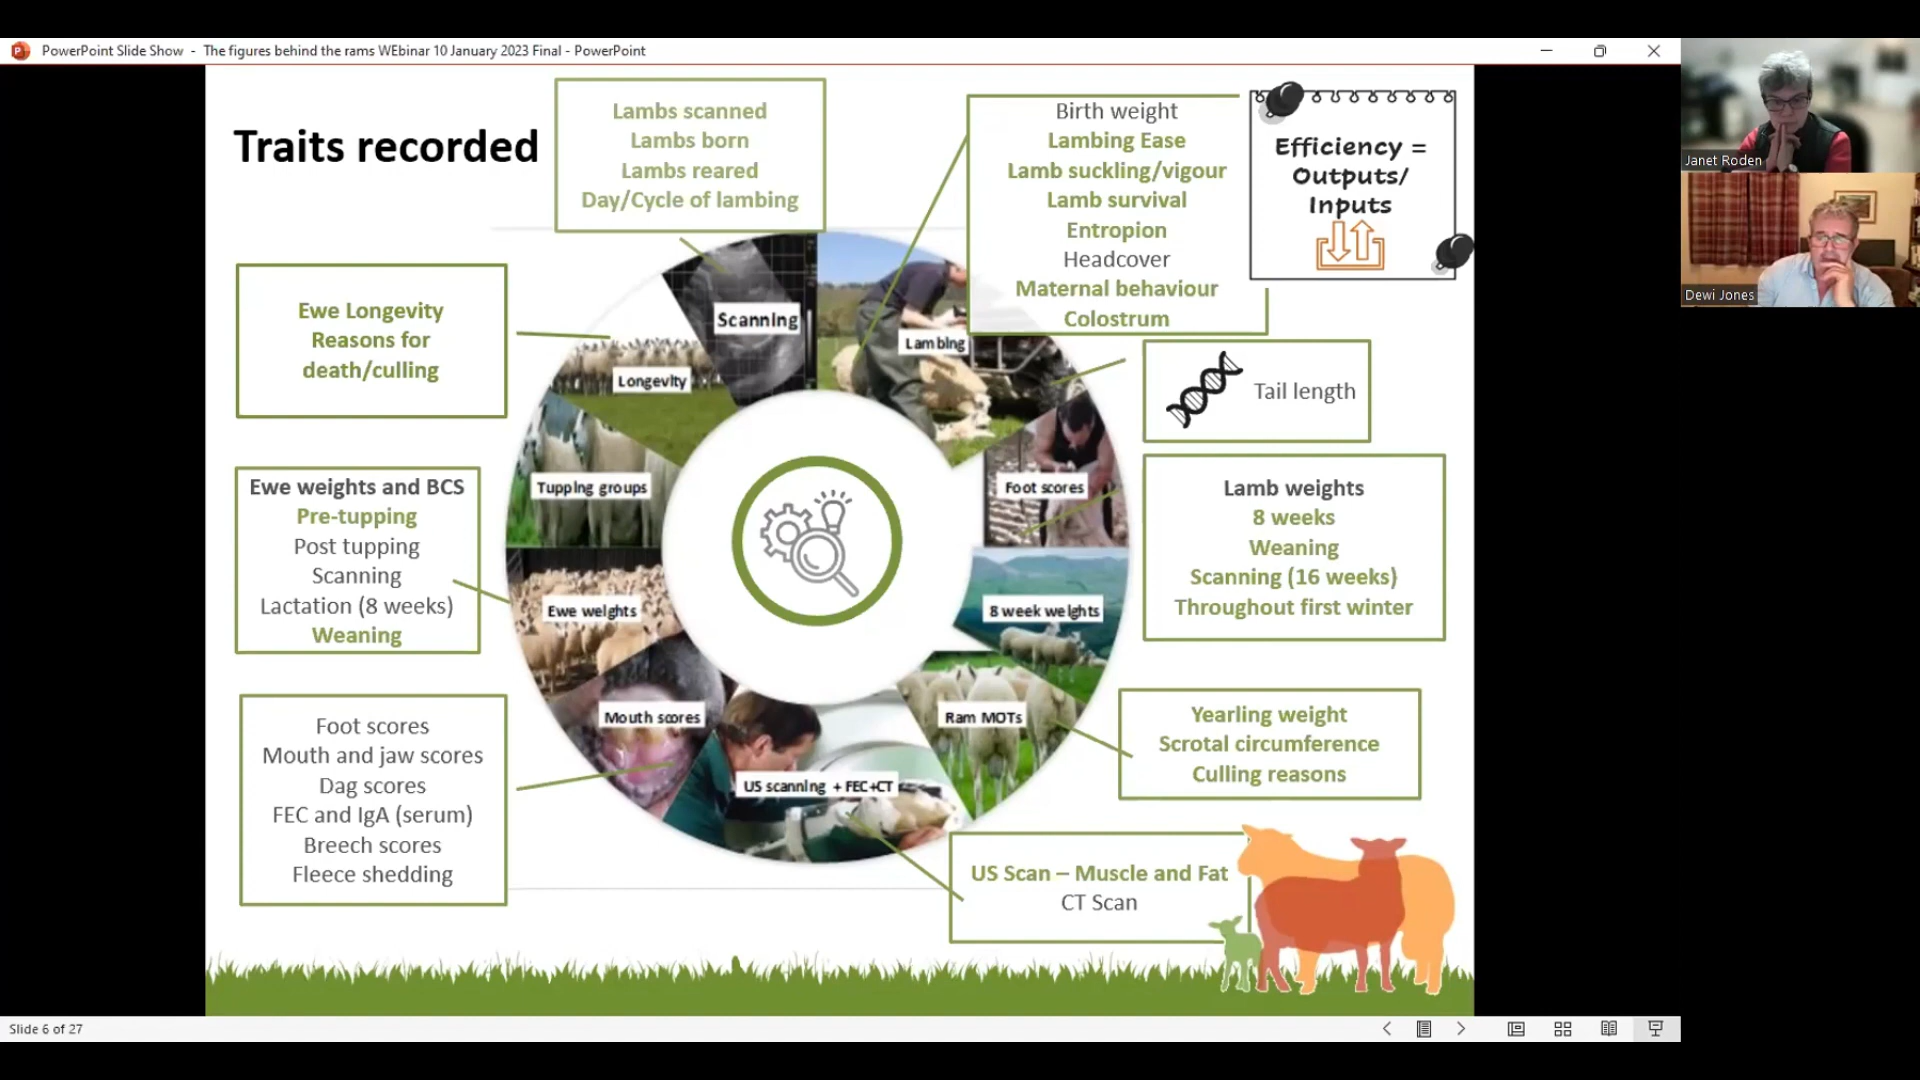 PowerPoint Slide Show - The figures behind the rams WEbinar 10 January 2023 Final - PowerPoint
Traits recorded
Lambs scanned
Lambs born
Lambs reared
Day/Cycle of lambing
Birth weight
Lambing Ease
Lamb suckling/vigour
Lamb survival
Entropion
Headcover
Maternal behaviour
Colostrum
Efficiency =
Outputs/
Inputs
Janet Roden
Dewi Jones
Ewe Longevity
Reasons for
death/culling
Scanning
Lambing
Longevity
Tail length
Tupping groups
Foot scores
Ewe weights and BCS
Pre-tupping
Post tupping
Scanning
Lactation (8 weeks)
Weaning
Lamb weights
8 weeks
Weaning
Scanning (16 weeks)
Throughout first winter
Ewe weights
8 week weights
Mouth scores
Ram MOTs
US scanning + FEC+CT
Foot scores
Mouth and jaw scores
Dag scores
FEC and IgA (serum)
Breech scores
Fleece shedding
Yearling weight
Scrotal circumference
Culling reasons
US Scan – Muscle and Fat
CT Scan
Slide 6 of 27